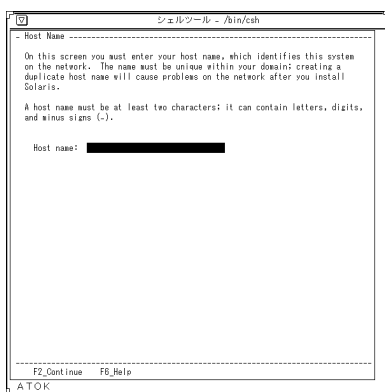 シェルツール - /bin/csh
- Host Name -
On this screen you must enter your host name, which identifies this system
on the network. The name must be unique within your domain; creating a
duplicate host name will cause problems on the network after you install
Solaris.
A host name must be at least two characters; it can contain letters, digits,
and minus signs (-).
Host name:
F2_Continue F6_Help
ATOK